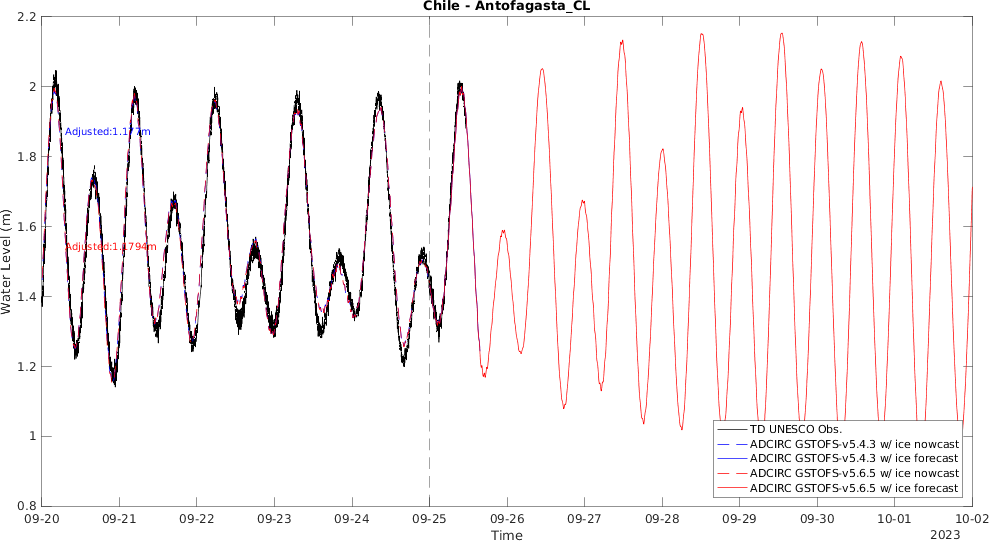 Chile - Antofagasta_CL
2.2
2
1.8
1.6
1.4
1.2
1
0.8
Water Level (m)
Adjusted:1.177m
Adjusted:1.1794m
TD UNESCO Obs.
ADCIRC GSTOFS-v5.4.3 w/ ice nowcast
ADCIRC GSTOFS-v5.4.3 w/ ice forecast
ADCIRC GSTOFS-v5.6.5 w/ ice nowcast
ADCIRC GSTOFS-v5.6.5 w/ ice forecast
09-20 09-21 09-22 09-23 09-24 09-25 09-26 09-27 09-28 09-29 09-30 10-01 10-02
Time
2023